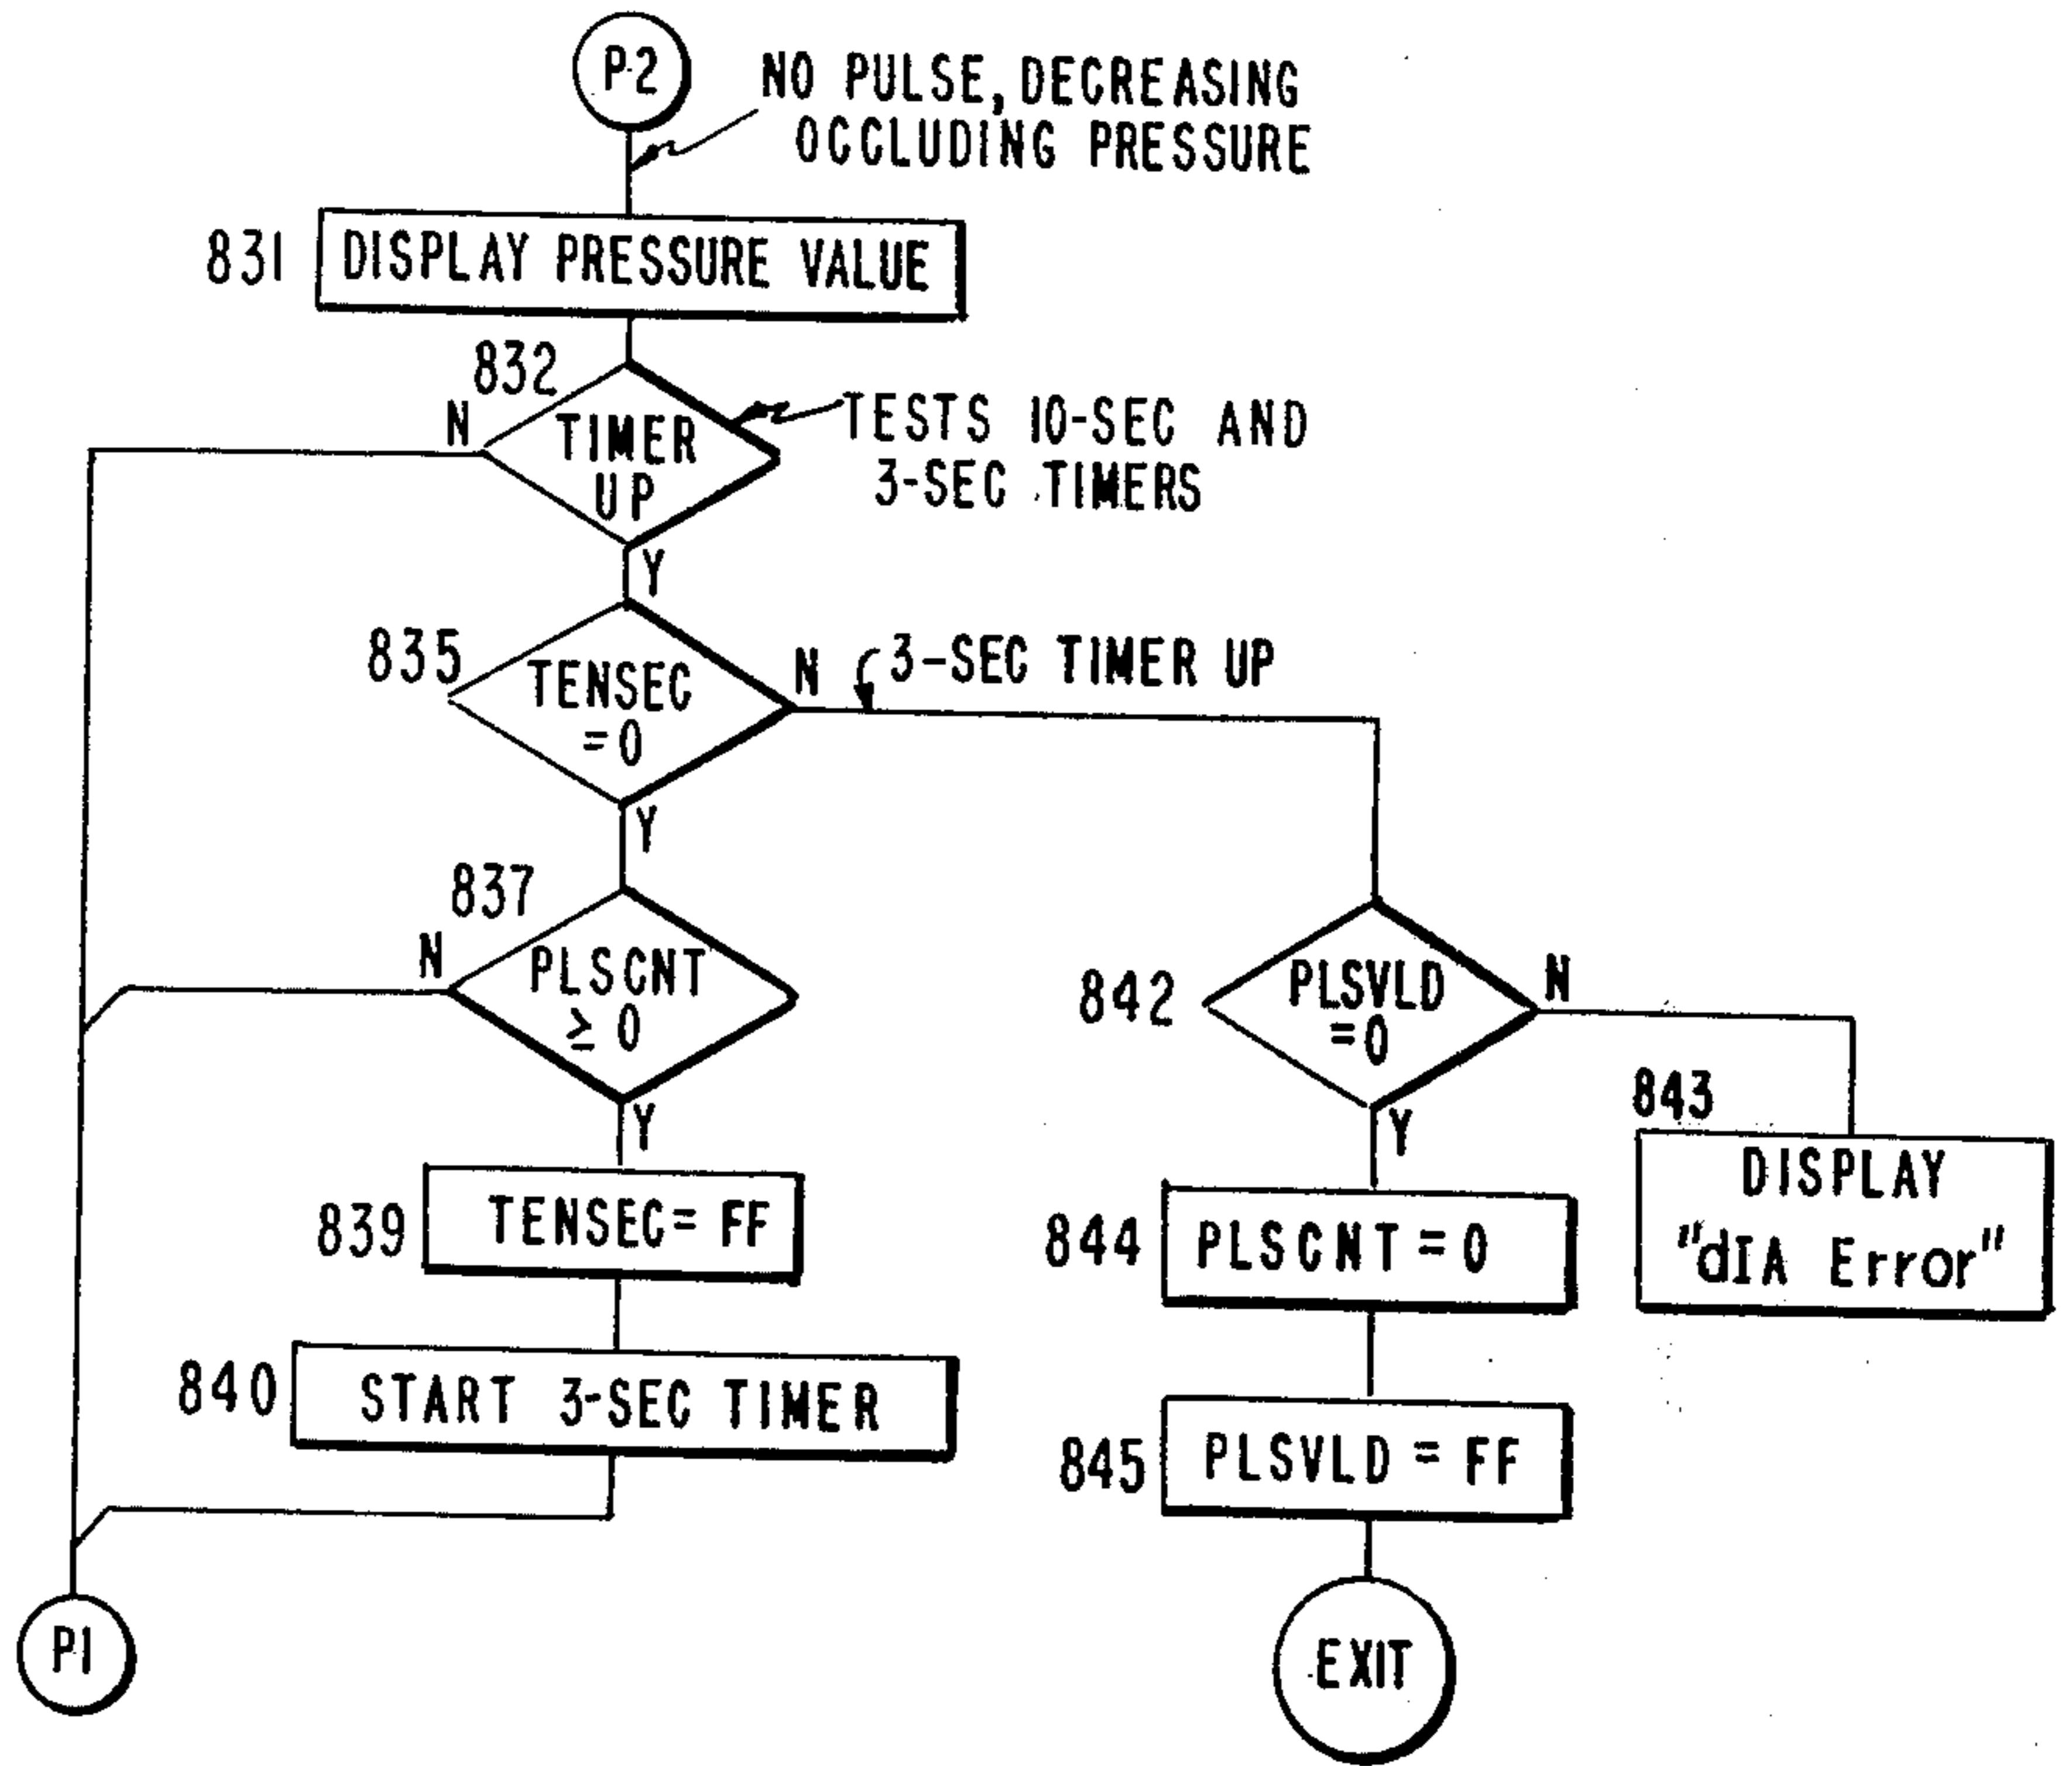 P-2
NO PULSE, DECREASING
OCCLUDING PRESSURE
831
DISPLAY PRESSURE VALUE
832
N
TIMER
UP
TESTS 10-SEC AND
3-SEC TIMERS
Y
835
TENSEC
=0
N
3-SEC TIMER UP
Y
837
N
PLSCNT
≥ 0
Y
842
PLSVLD
=0
N
Y
843
DISPLAY
"dIA Error"
839
TENSEC= FF
844
PLSCNT = 0
840
START 3-SEC TIMER
845
PLSVLD = FF
P1
EXIT